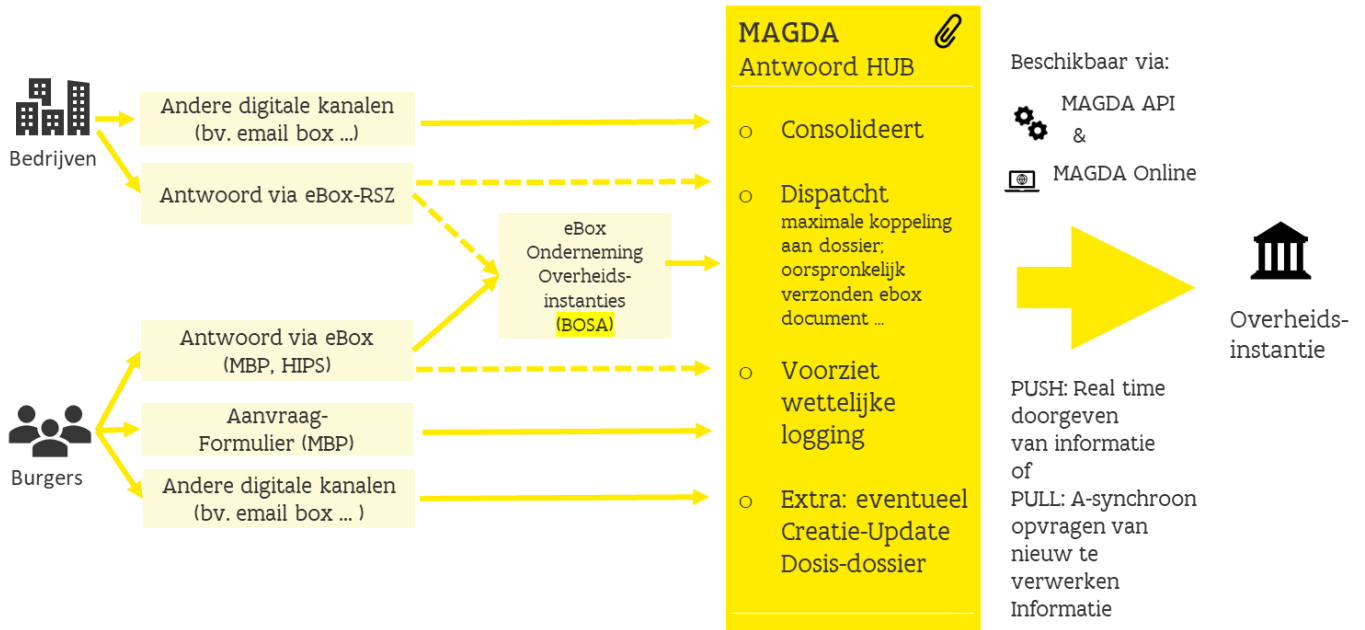 Bedrijven
Andere digitale kanalen
(bv. email box ...)
Antwoord via eBox-RSZ
eBox
Onderneming
Overheids-
instanties
(BOSA)
Antwoord via eBox
(MBP, HIPS)
Burgers
Aanvraag-
Formulier (MBP)
Andere digitale kanalen
(bv. email box ... )
MAGDA
Antwoord HUB
o Consolideert
o Dispatcht
maximale koppeling
aan dossier;
oorspronkelijk
verzonden ebox
document ...
o Voorziet
wettelijke
logging
o Extra: eventueel
Creatie-Update
Dosis-dossier
Beschikbaar via:
MAGDA API
&
MAGDA Online
Overheids-
instantie
PUSH: Real time
doorgeven
van informatie
of
PULL: A-synchroon
opvragen van
nieuw te
verwerken
Informatie